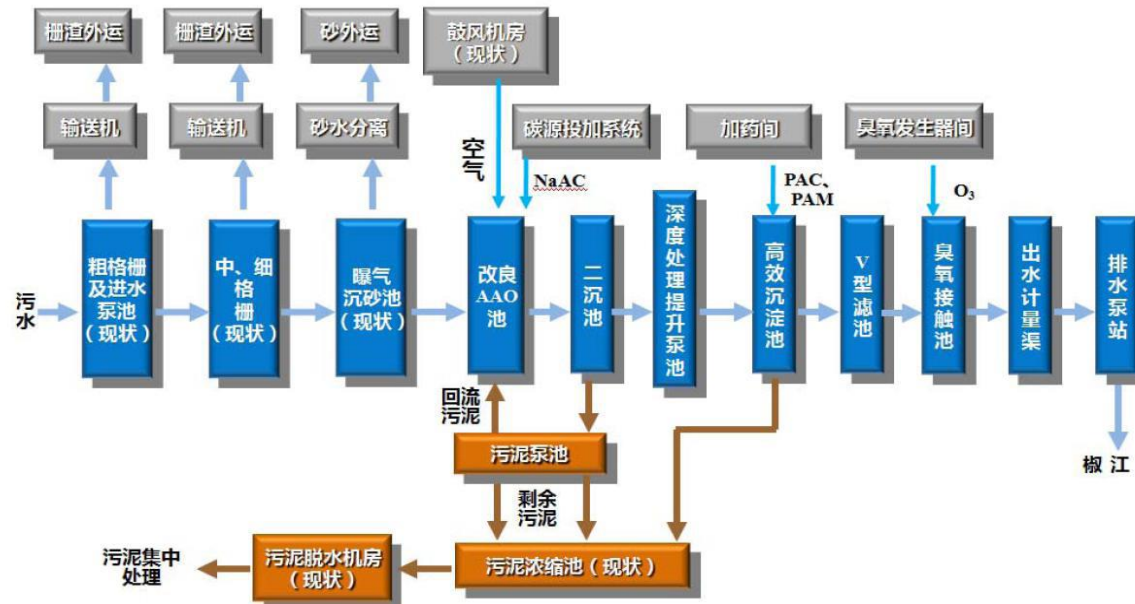 栅渣外运
栅渣外运
砂外运
鼓风机房
（现状）
输送机
输送机
砂水分离
碳源投加系统
加药间
臭氧发生器间
空气
NaAC
PAC、
PAM
O₃
污水
粗格栅
及进水
泵池
（现状）
中、细
格
栅
（现状）
曝气
沉砂池
（现状）
改良
AAO
池
二沉池
深度处理提升泵池
高效沉淀池
V型滤池
臭氧接触池
出水计量渠
排水泵站
回流
污泥
污泥泵池
椒 江
剩余
污泥
污泥集中
处理
污泥脱水机房
（现状）
污泥浓缩池（现状）